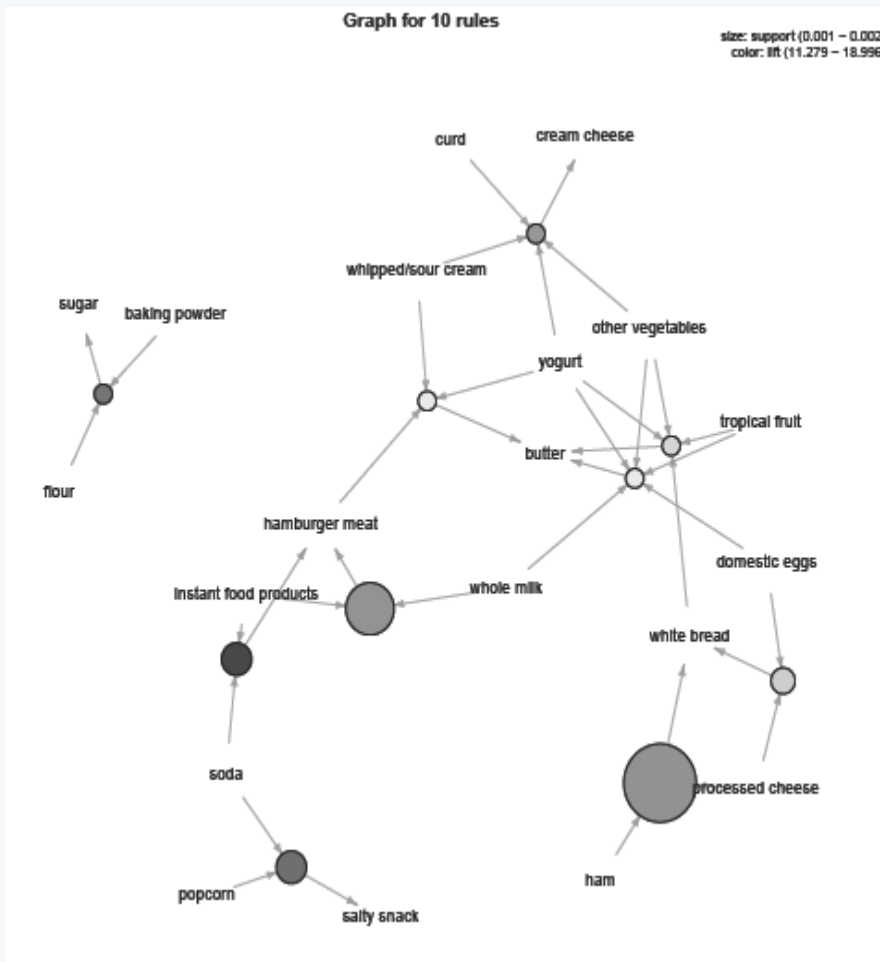 Graph for 10 rules
size: support (0.001 – 0.002
color: lift (11.279 – 18.996
curd
cream cheese
whipped/sour cream
sugar
baking powder
other vegetables
yogurt
tropical fruit
butter
flour
hamburger meat
domestic eggs
instant food products
whole milk
white bread
soda
processed cheese
ham
popcorn
salty snack